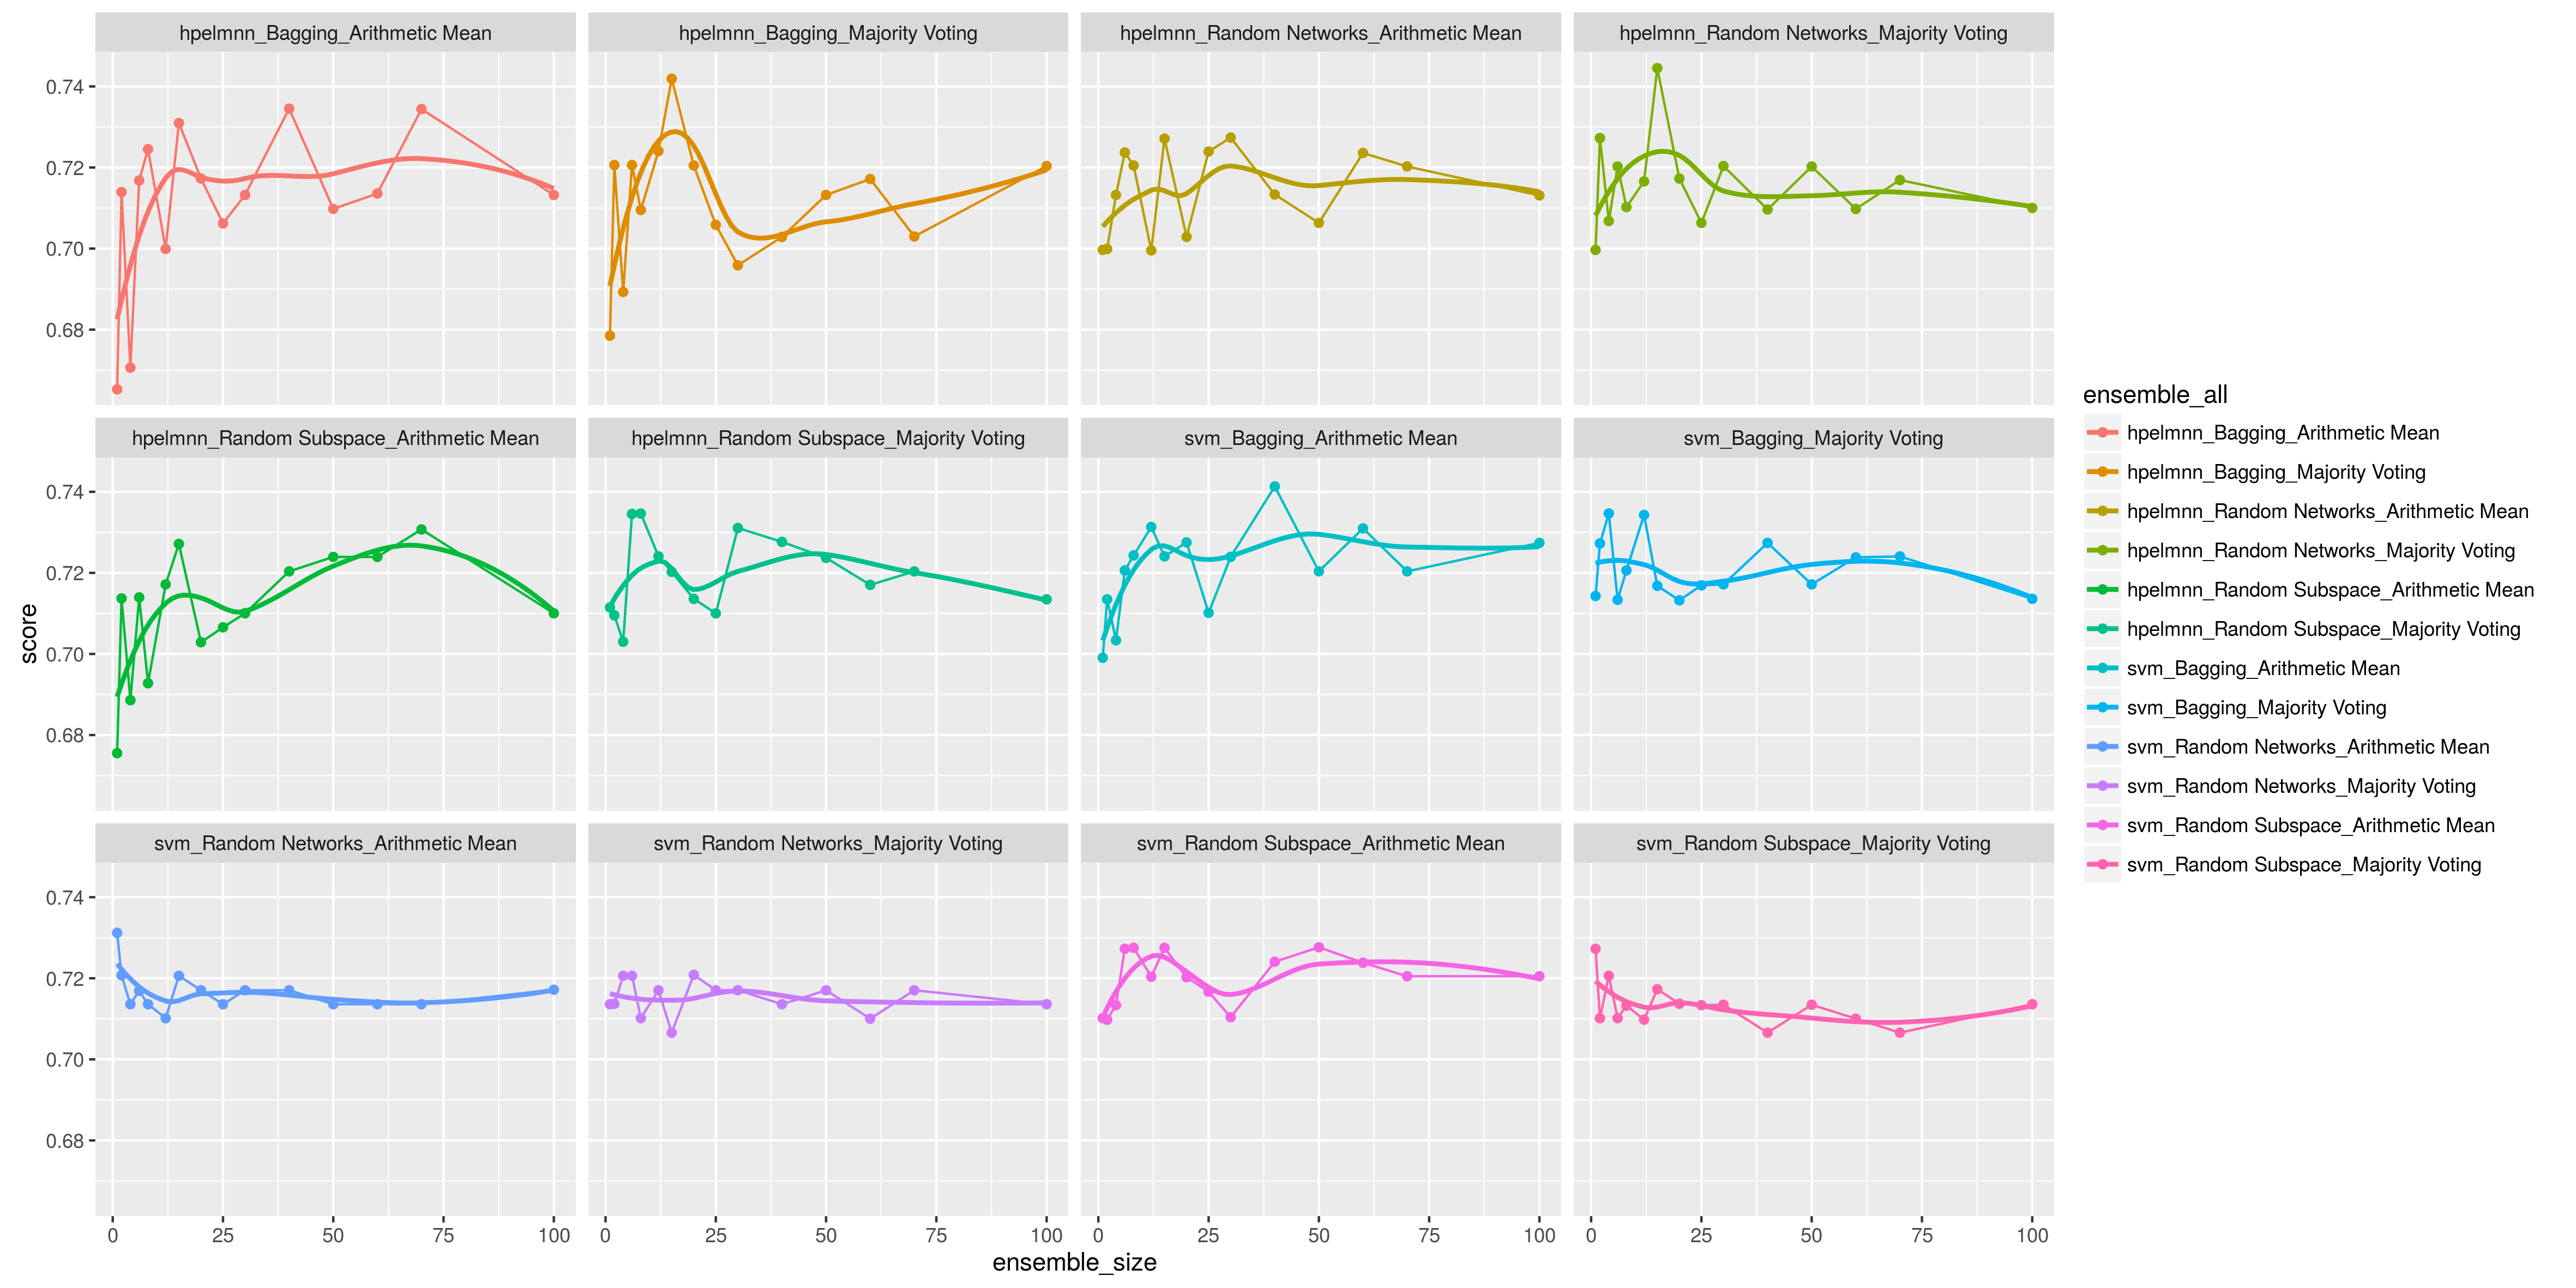 hpelmnn_Bagging_Arithmetic Mean
hpelmnn_Bagging_Majority Voting
hpelmnn_Random Networks_Arithmetic Mean
hpelmnn_Random Networks_Majority Voting
0.74
0.72
0.70
0.68
hpelmnn_Random Subspace_Arithmetic Mean
hpelmnn_Random Subspace_Majority Voting
svm_Bagging_Arithmetic Mean
svm_Bagging_Majority Voting
0.74
0.72
0.70
0.68
score
svm_Random Networks_Arithmetic Mean
svm_Random Networks_Majority Voting
svm_Random Subspace_Arithmetic Mean
svm_Random Subspace_Majority Voting
0.74
0.72
0.70
0.68
0 25 50 75 100
0 25 50 75 100
0 25 50 75 100
0 25 50 75 100
ensemble_size
ensemble_all
hpelmnn_Bagging_Arithmetic Mean
hpelmnn_Bagging_Majority Voting
hpelmnn_Random Networks_Arithmetic Mean
hpelmnn_Random Networks_Majority Voting
hpelmnn_Random Subspace_Arithmetic Mean
hpelmnn_Random Subspace_Majority Voting
svm_Bagging_Arithmetic Mean
svm_Bagging_Majority Voting
svm_Random Networks_Arithmetic Mean
svm_Random Networks_Majority Voting
svm_Random Subspace_Arithmetic Mean
svm_Random Subspace_Majority Voting